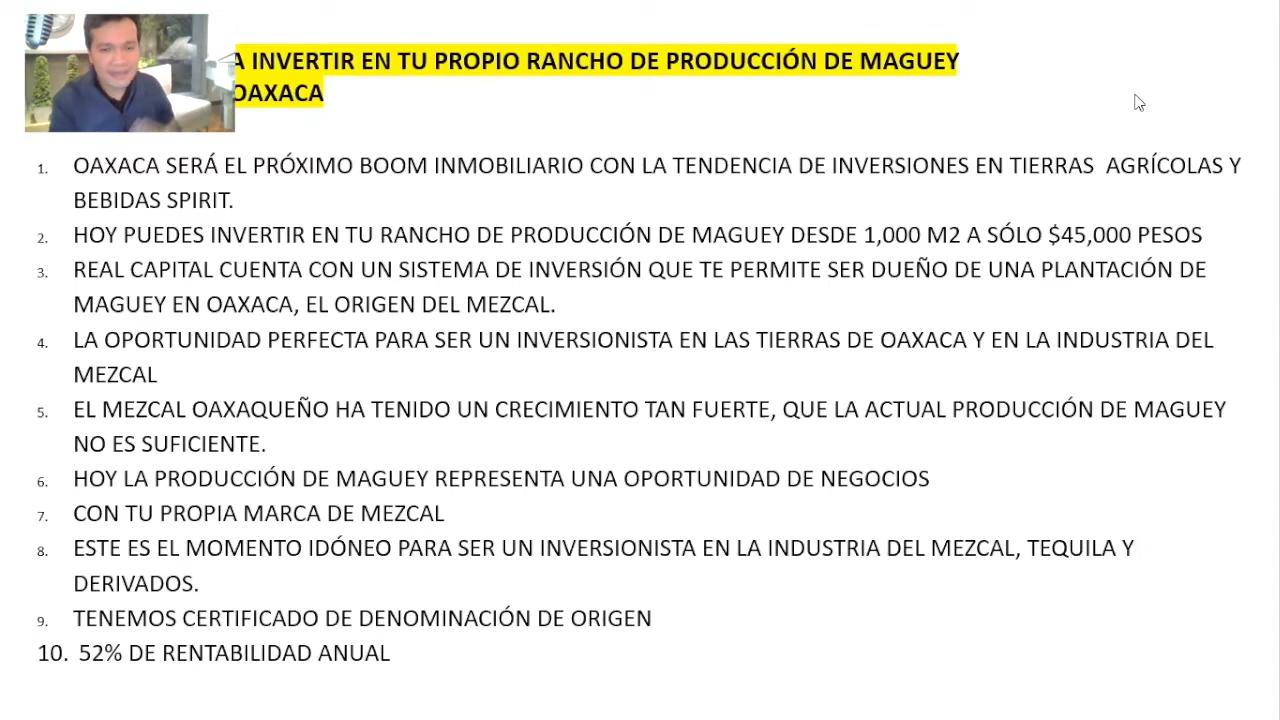 A INVERTIR EN TU PROPIO RANCHO DE PRODUCCIÓN DE MAGUEY
OAXACA
1. OAXACA SERÁ EL PRÓXIMO BOOM INMOBILIARIO CON LA TENDENCIA DE INVERSIONES EN TIERRAS AGRÍCOLAS Y
BEBIDAS SPIRIT.
2. HOY PUEDES INVERTIR EN TU RANCHO DE PRODUCCIÓN DE MAGUEY DESDE 1,000 M2 A SÓLO $45,000 PESOS
3. REAL CAPITAL CUENTA CON UN SISTEMA DE INVERSIÓN QUE TE PERMITE SER DUEÑO DE UNA PLANTACIÓN DE
MAGUEY EN OAXACA, EL ORIGEN DEL MEZCAL.
4. LA OPORTUNIDAD PERFECTA PARA SER UN INVERSIONISTA EN LAS TIERRAS DE OAXACA Y EN LA INDUSTRIA DEL
MEZCAL
5. EL MEZCAL OAXAQUEÑO HA TENIDO UN CRECIMIENTO TAN FUERTE, QUE LA ACTUAL PRODUCCIÓN DE MAGUEY
NO ES SUFICIENTE.
6. HOY LA PRODUCCIÓN DE MAGUEY REPRESENTA UNA OPORTUNIDAD DE NEGOCIOS
7. CON TU PROPIA MARCA DE MEZCAL
8. ESTE ES EL MOMENTO IDÓNEO PARA SER UN INVERSIONISTA EN LA INDUSTRIA DEL MEZCAL, TEQUILA Y
DERIVADOS.
9. TENEMOS CERTIFICADO DE DENOMINACIÓN DE ORIGEN
10. 52% DE RENTABILIDAD ANUAL